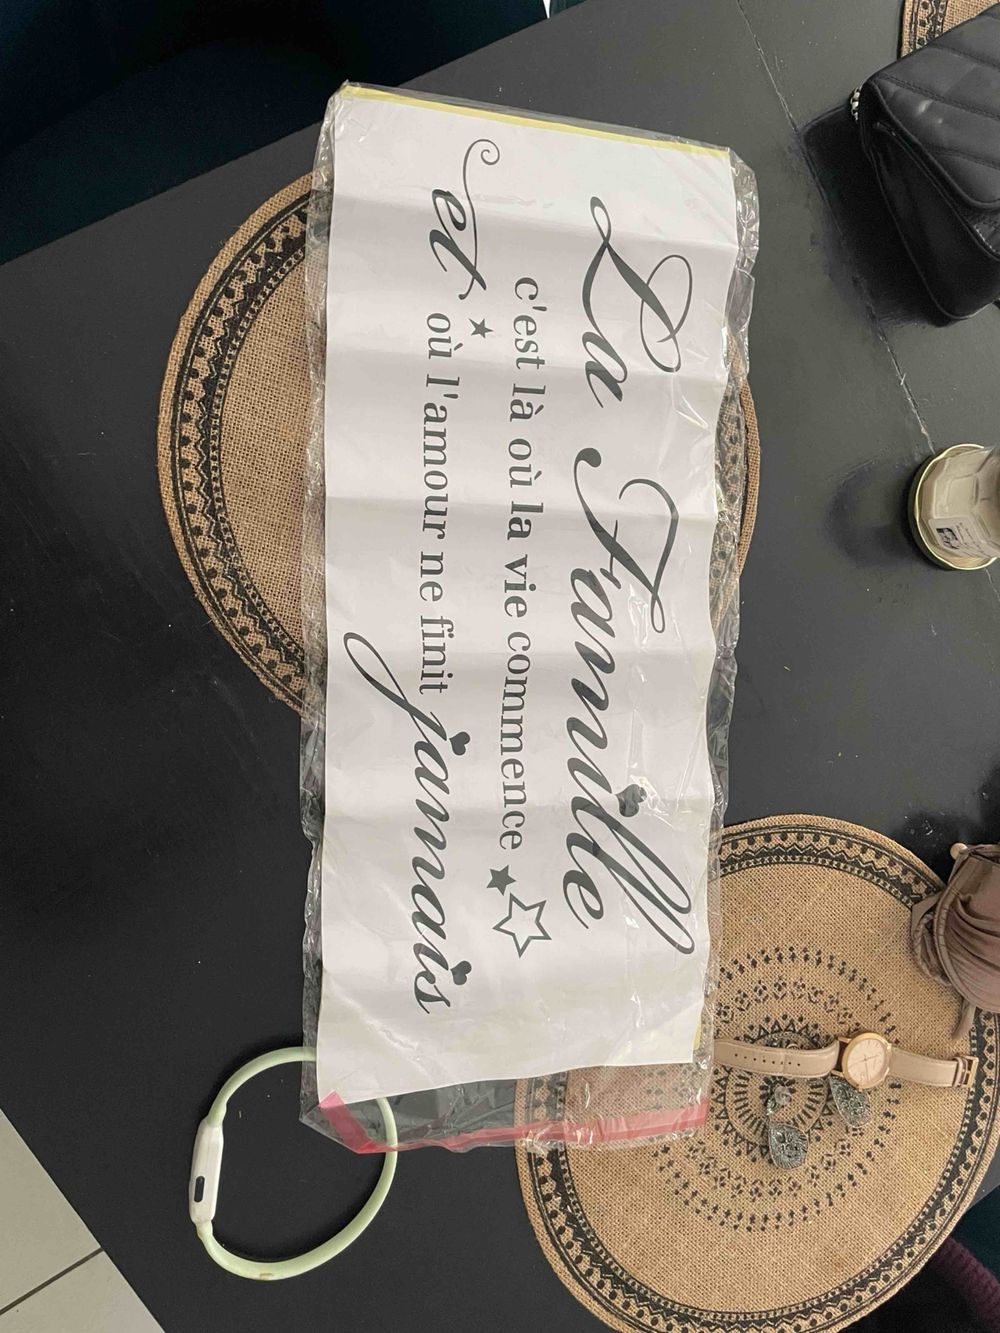 La Famille
c'est là où la vie commence
et où l'amour ne finit jamais